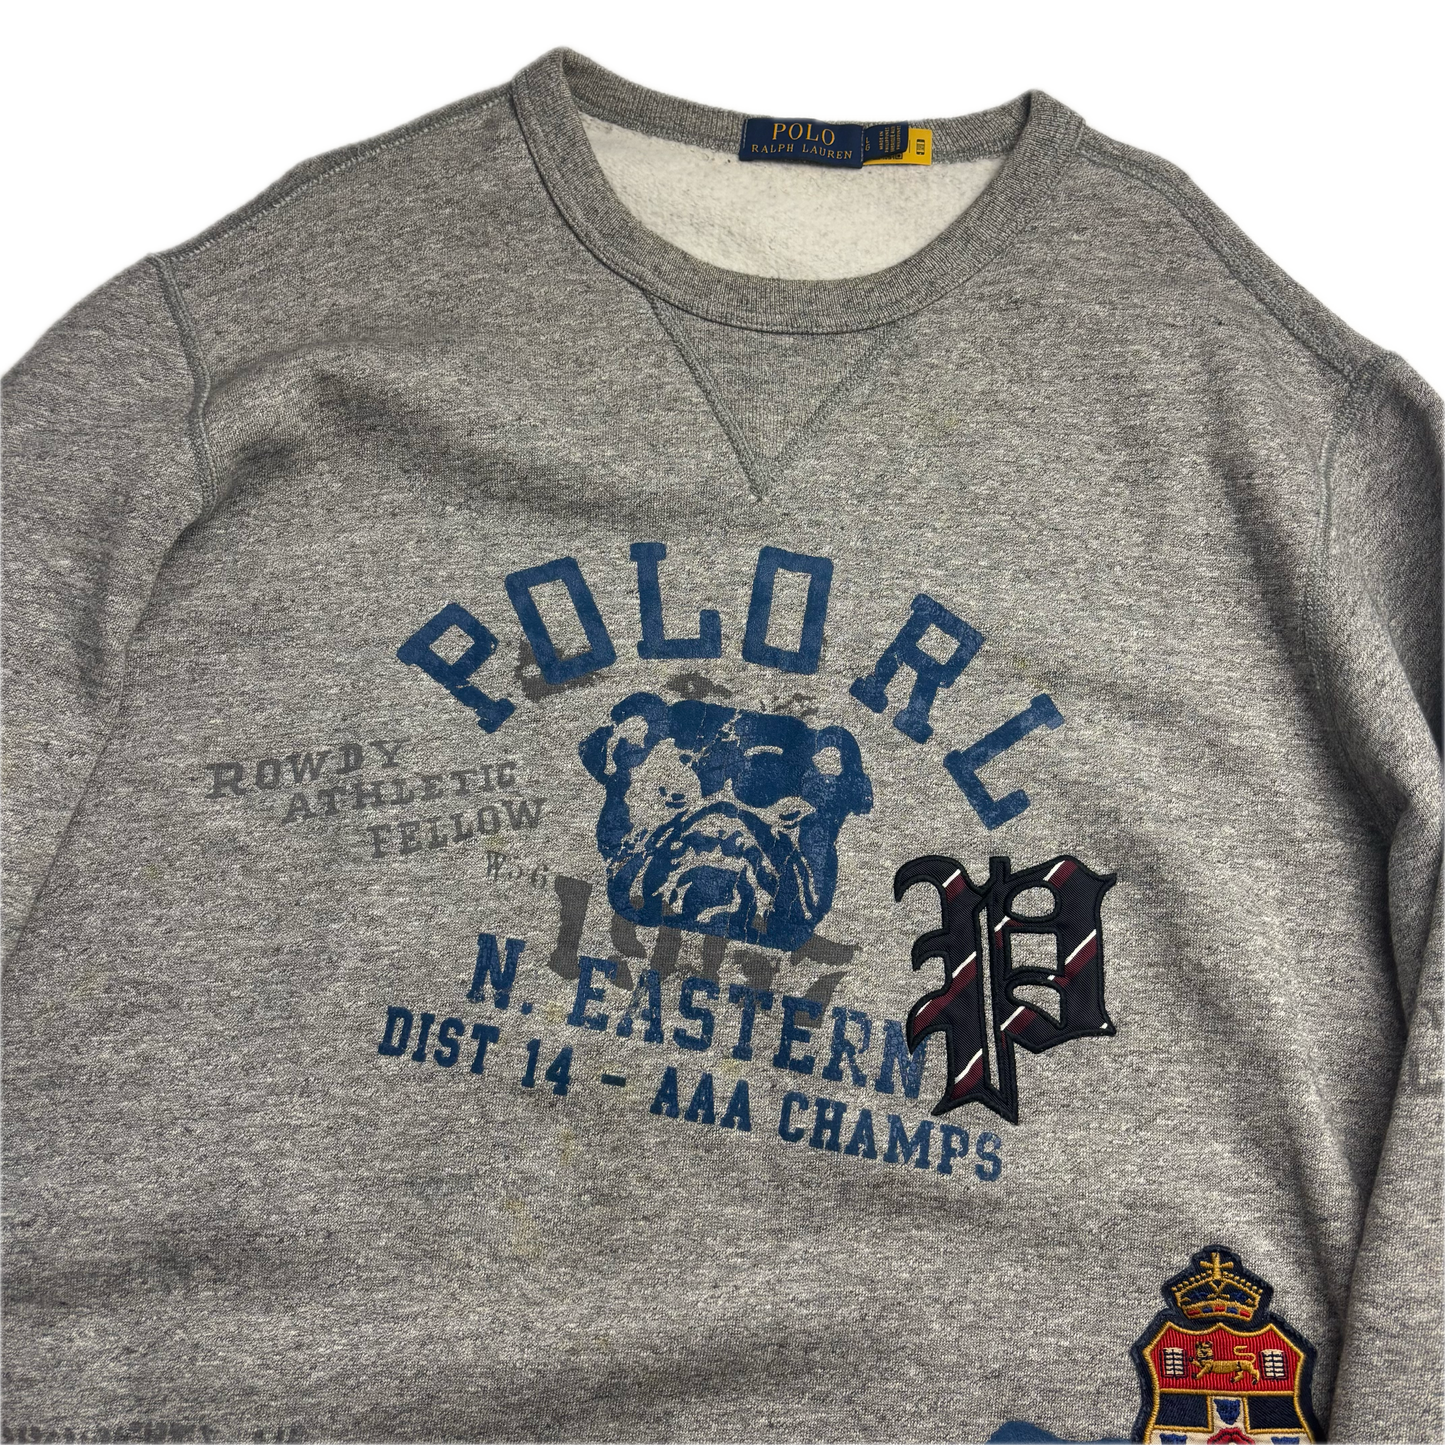 POLO
RALPH LAUREN
POLO RL
ROWDY
ATHLETIC
FELLOW
N. EASTERN
DIST 14 - AAA CHAMPS
P